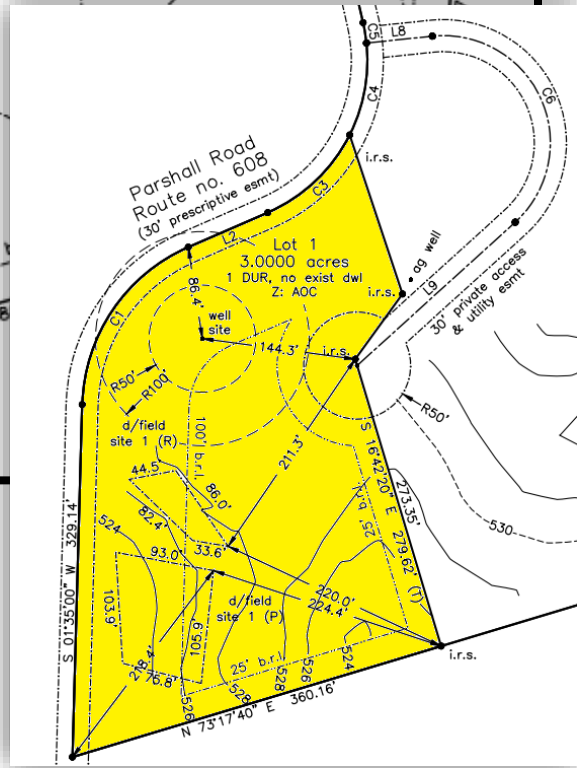 C5
L8
C4
C6
i.r.s.
Parshall Road
Route no. 608
(30' prescriptive esmt)
C3
L2
Lot 1
3.0000 acres
1 DUR, no exist dwl
Z: AOC
ag well
86.4'
i.r.s.
L9
C1
well
site
30' private access
& utility esmt
144.3'
i.r.s.
R50'
R100'
R50'
d/field
site 1 (R)
100' b.r.l.
211.3'
S 16°42'20" E 279.62' (T)
273.35'
44.5'
86.0'
25' b.r.l.
82.4'
524
530
S 01°35'00" W 329.14'
33.6'
93.0'
220.0'
224.4'
d/field
site 1 (P)
103.9'
105.9'
218.4'
75.8'
25' b.r.l.
524
526
528
528
526
i.r.s.
N 73°17'40" E 360.16'